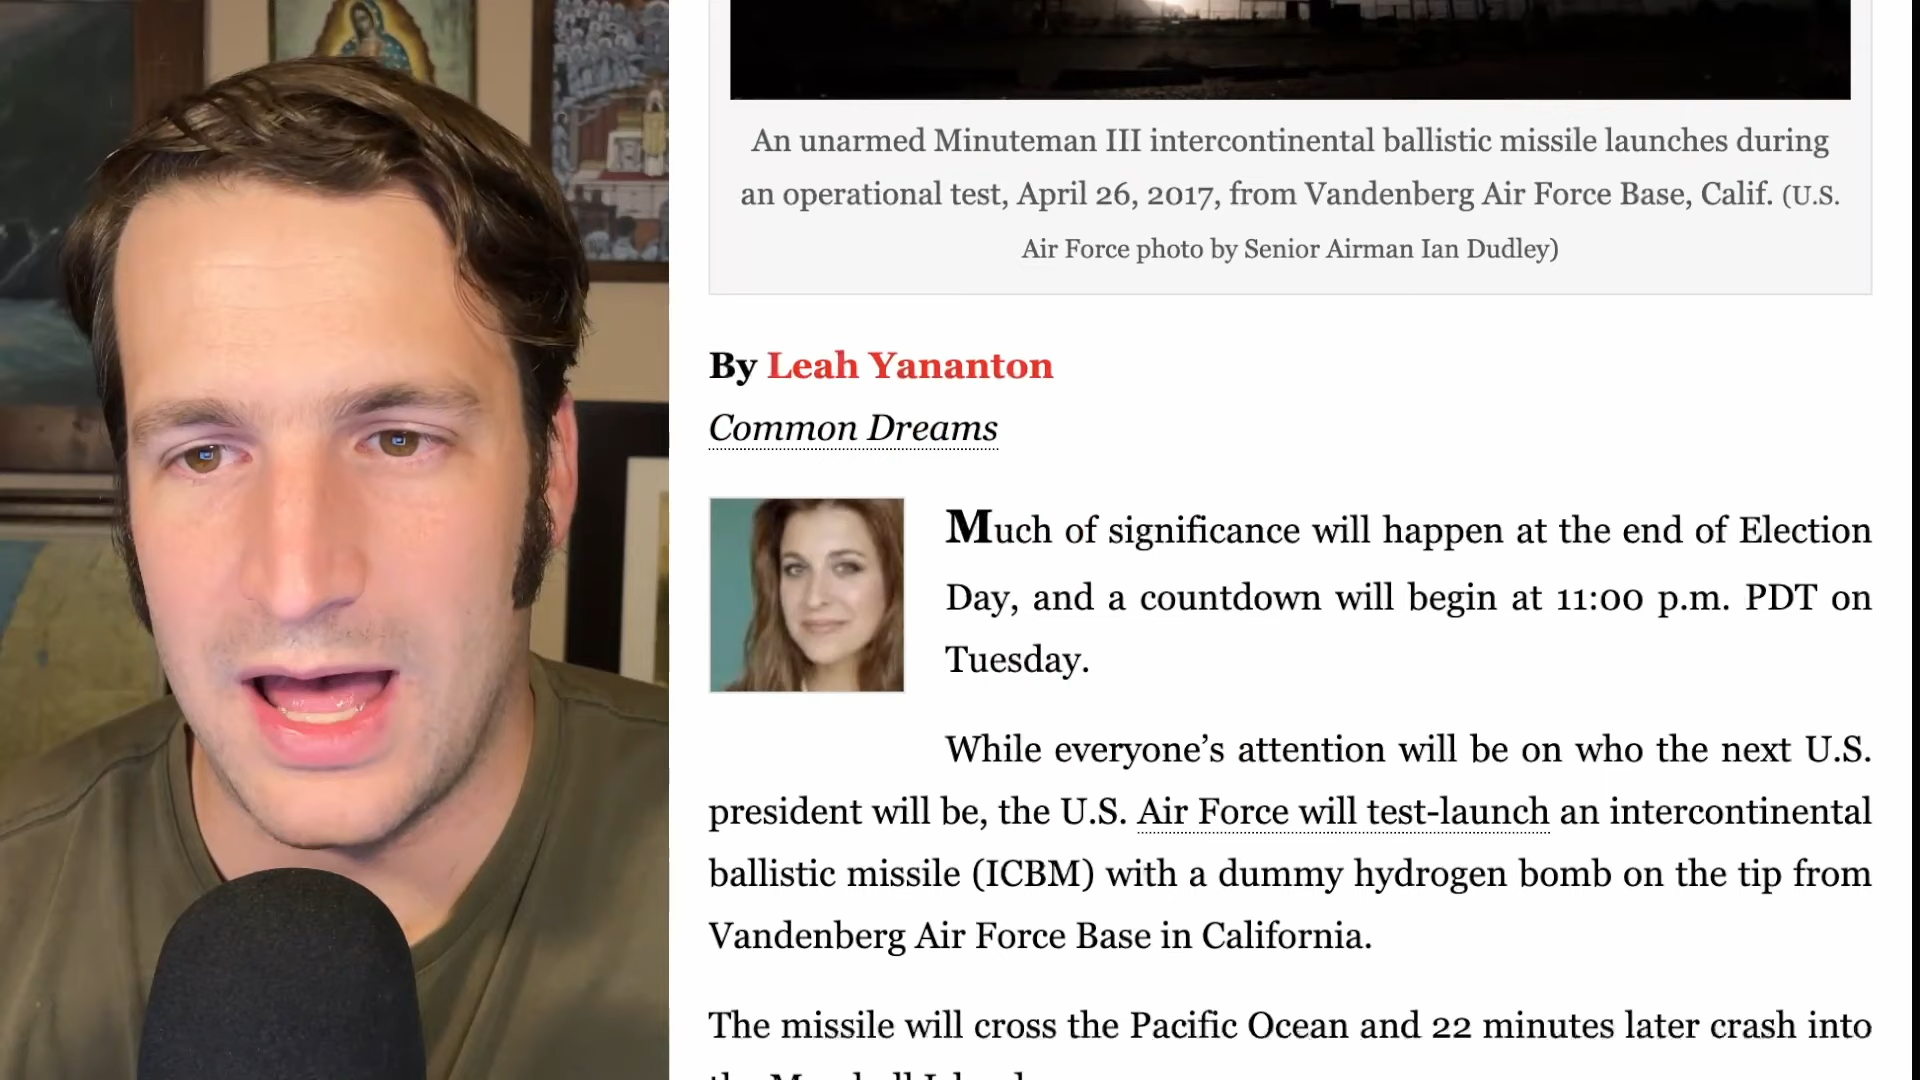 An unarmed Minuteman III intercontinental ballistic missile launches during
an operational test, April 26, 2017, from Vandenberg Air Force Base, Calif. (U.S.
Air Force photo by Senior Airman Ian Dudley)
By Leah Yananton
Common Dreams
Much of significance will happen at the end of Election
Day, and a countdown will begin at 11:00 p.m. PDT on
Tuesday.
While everyone’s attention will be on who the next U.S.
president will be, the U.S. Air Force will test-launch an intercontinental
ballistic missile (ICBM) with a dummy hydrogen bomb on the tip from
Vandenberg Air Force Base in California.
The missile will cross the Pacific Ocean and 22 minutes later crash into